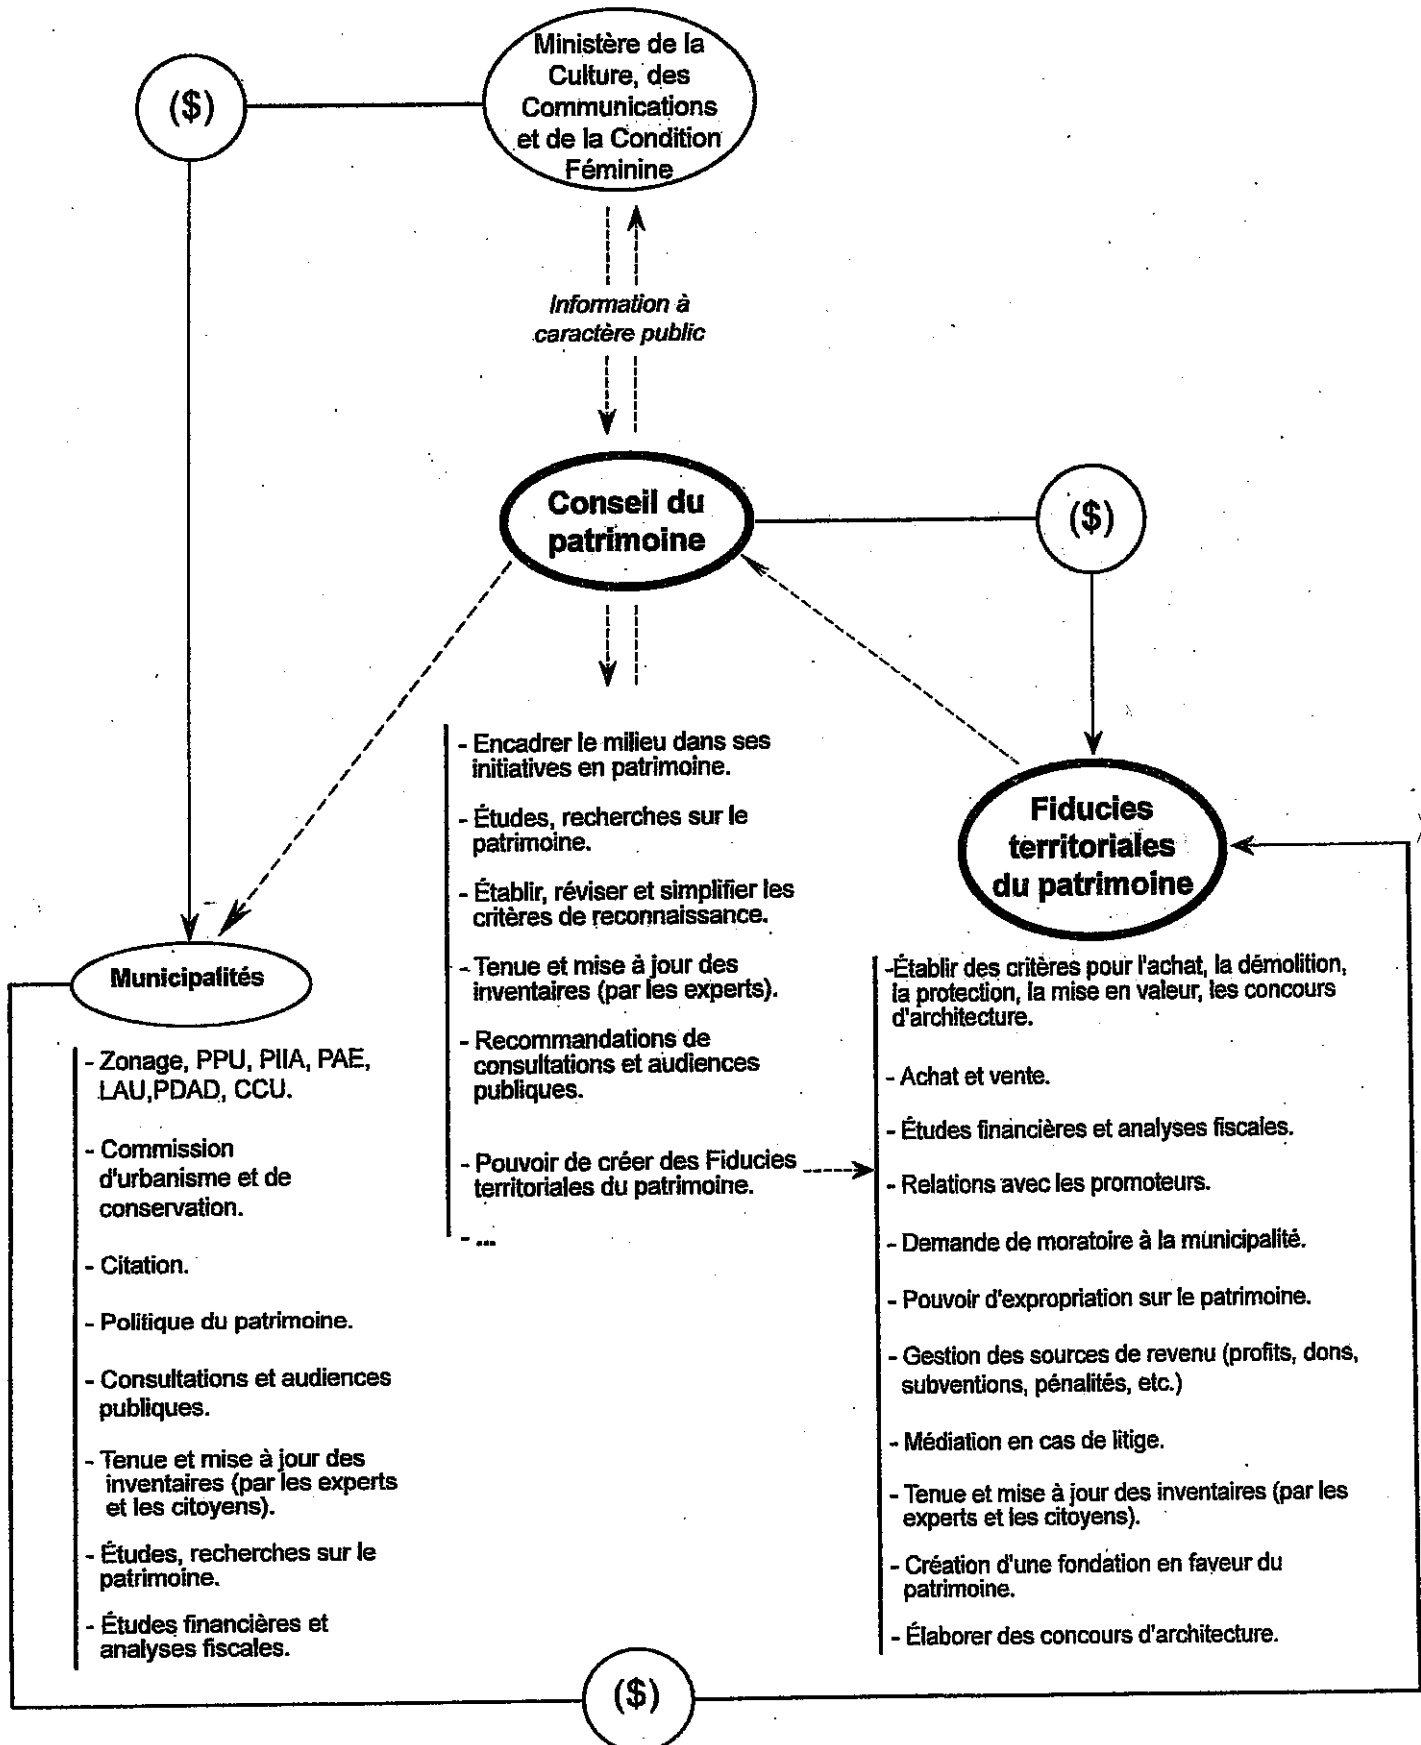 Ministère de la
Culture, des
Communications
et de la Condition
Féminine
($)
Information à
caractère public
Conseil du
patrimoine
($)
- Encadrer le milieu dans ses
initiatives en patrimoine.
- Études, recherches sur le
patrimoine.
- Établir, réviser et simplifier les
critères de reconnaissance.
- Tenue et mise à jour des
inventaires (par les experts).
- Recommandations de
consultations et audiences
publiques.
- Pouvoir de créer des Fiducies
territoriales du patrimoine.
- ...
Fiducies
territoriales
du patrimoine
-Établir des critères pour l'achat, la démolition,
la protection, la mise en valeur, les concours
d'architecture.
- Achat et vente.
- Études financières et analyses fiscales.
- Relations avec les promoteurs.
- Demande de moratoire à la municipalité.
- Pouvoir d'expropriation sur le patrimoine.
- Gestion des sources de revenu (profits, dons,
subventions, pénalités, etc.)
- Médiation en cas de litige.
- Tenue et mise à jour des inventaires (par les
experts et les citoyens).
- Création d'une fondation en faveur du
patrimoine.
- Élaborer des concours d'architecture.
Municipalités
- Zonage, PPU, PIIA, PAE,
LAU,PDAD, CCU.
- Commission
d'urbanisme et de
conservation.
- Citation.
- Politique du patrimoine.
- Consultations et audiences
publiques.
- Tenue et mise à jour des
inventaires (par les experts
et les citoyens).
- Études, recherches sur le
patrimoine.
- Études financières et
analyses fiscales.
($)